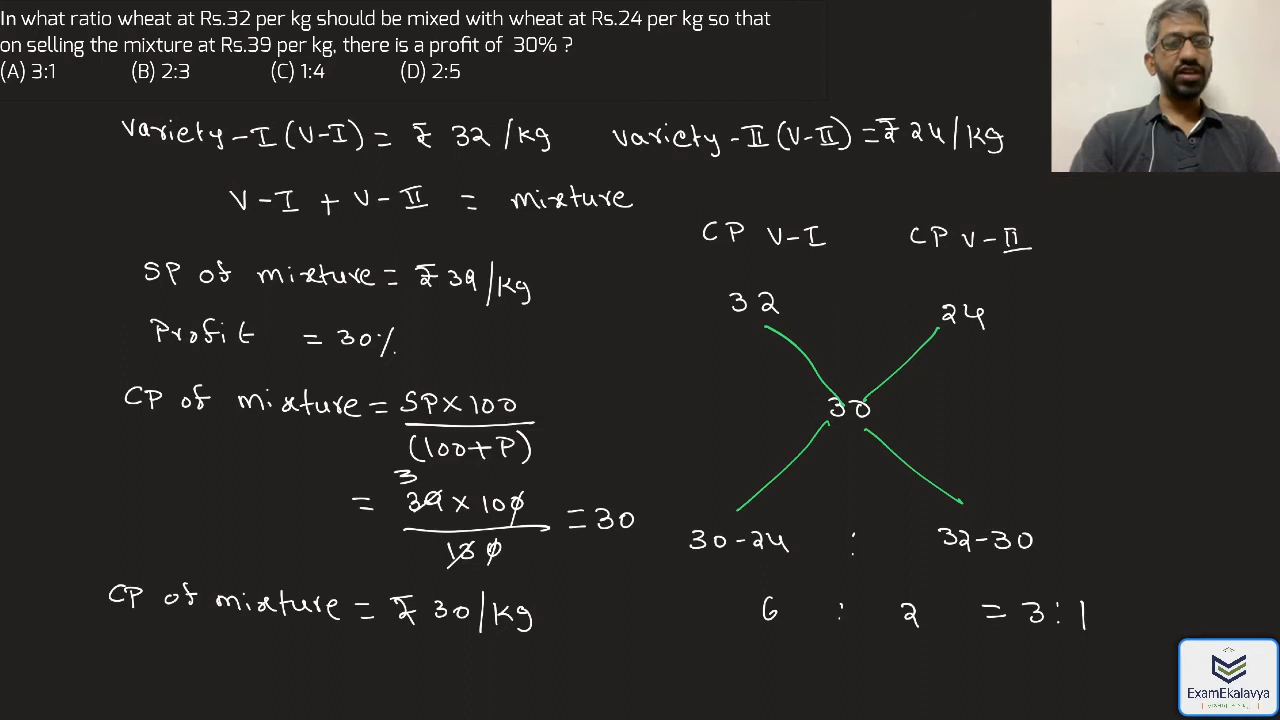 In what ratio wheat at Rs.32 per kg should be mixed with wheat at Rs.24 per kg so that
on selling the mixture at Rs.39 per kg, there is a profit of 30% ?
(A) 3:1 (B) 2:3 (C) 1:4 (D) 2:5
Variety-I (V-I) = ₹ 32/kg Variety-II (V-II) = ₹ 24/kg
V-I + V-II = mixture
SP of mixture = ₹ 39/kg
Profit = 30%
CP of mixture = SP × 100
(100+P)
3
= 39 × 100 = 30
130
CP of mixture = ₹ 30/kg
CP V-I CP V-II
32 24
30
30-24 : 32-30
6 : 2 = 3:1
ExamEkalavya